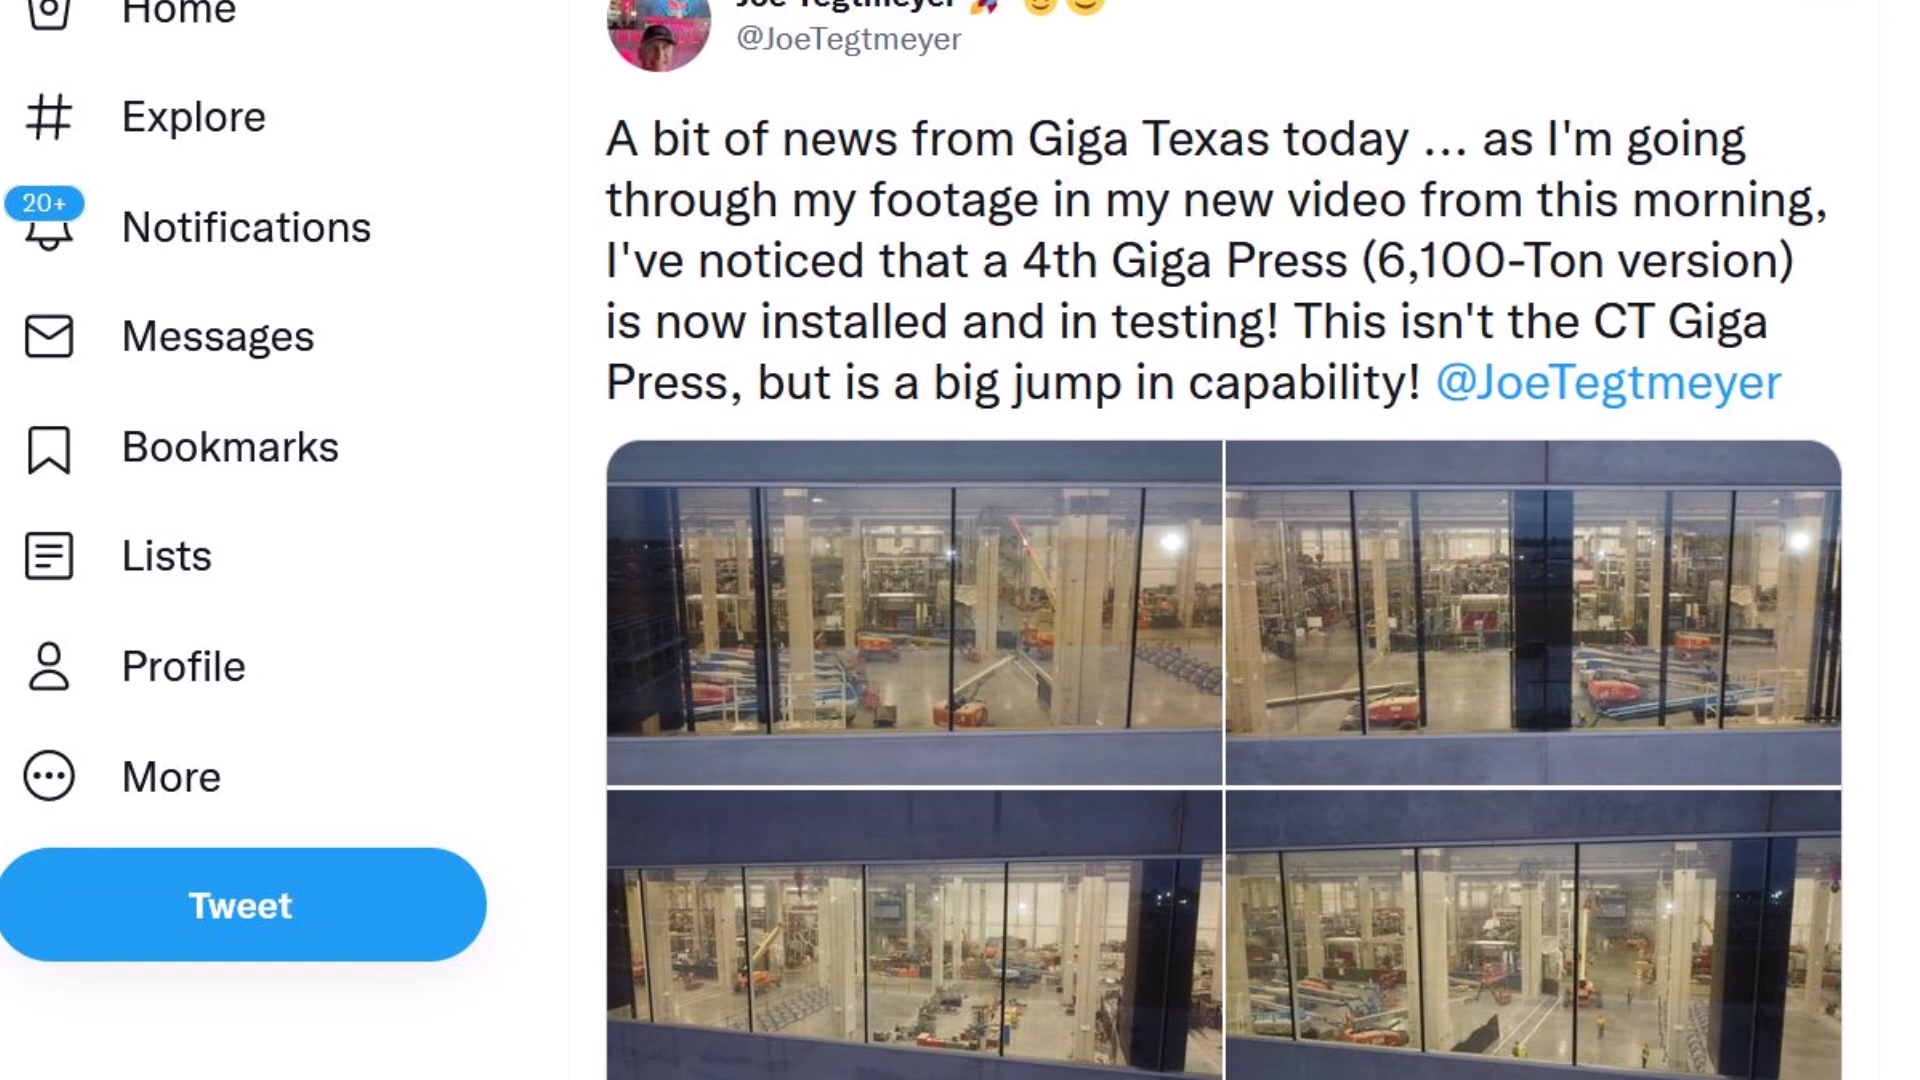 Home
Explore
20+
Notifications
Messages
Bookmarks
Lists
Profile
More
Tweet
Joe Tegtmeyer
@JoeTegtmeyer
A bit of news from Giga Texas today ... as I'm going
through my footage in my new video from this morning,
I've noticed that a 4th Giga Press (6,100-Ton version)
is now installed and in testing! This isn't the CT Giga
Press, but is a big jump in capability! @JoeTegtmeyer